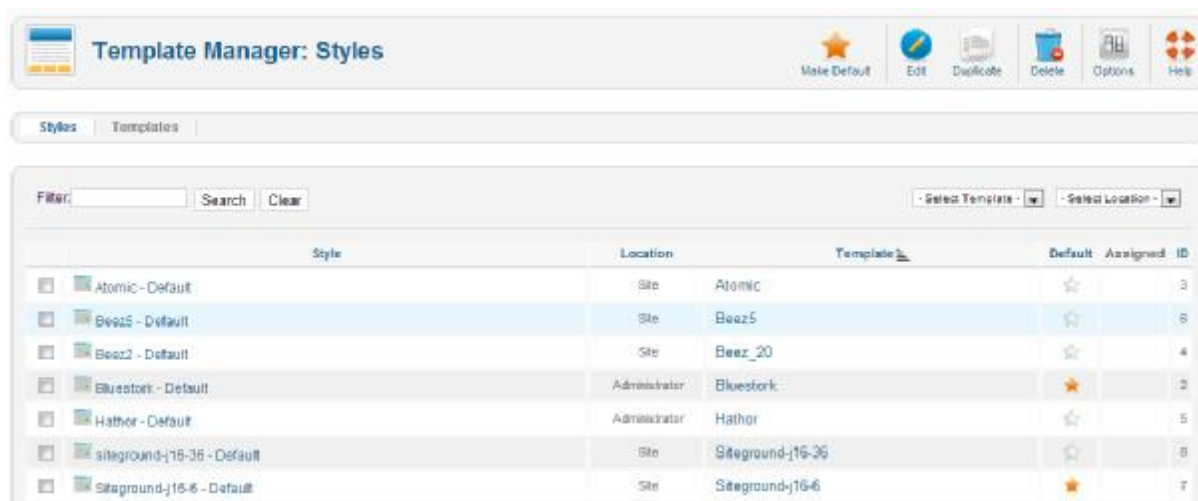 Template Manager: Styles
Make Default Edit Duplicate Delete Options Help
Styles Templates
Filter: Search Clear - Select Template - - Select Location -
Style Location Template Default Assigned ID
Atomic - Default Site Atomic 3
Beez5 - Default Site Beez5 6
Beez2 - Default Site Beez_20 4
Bluestork - Default Administrator Bluestork 2
Hathor - Default Administrator Hathor 5
siteground-j16-36 - Default Site Siteground-j16-36 8
Siteground-j16-6 - Default Site Siteground-j16-6 7